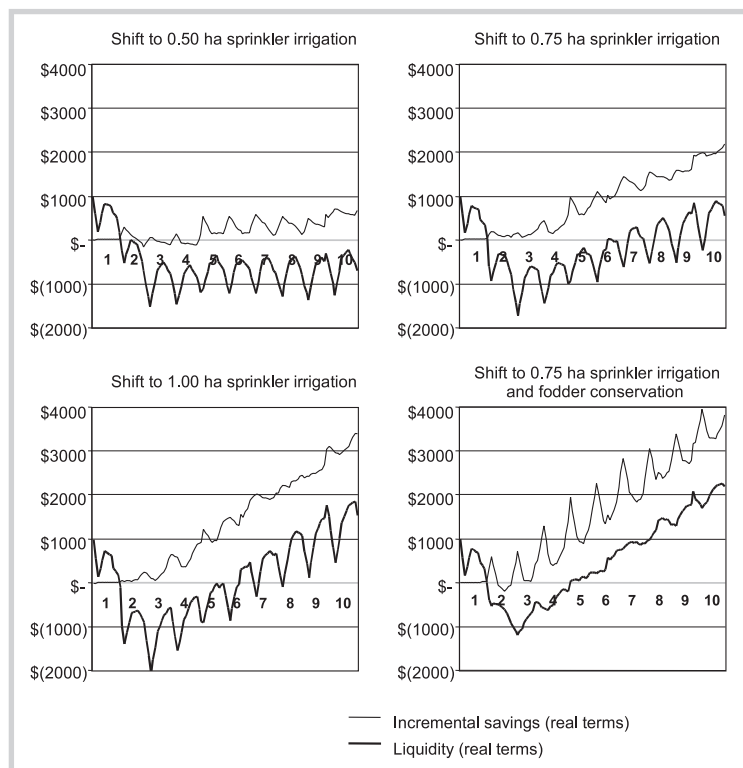 Shift to 0.50 ha sprinkler irrigation
$4000
$3000
$2000
$1000
$-
$(1000)
$(2000)
1 2 3 4 5 6 7 8 9 10
Shift to 0.75 ha sprinkler irrigation
$4000
$3000
$2000
$1000
$-
$(1000)
$(2000)
1 2 3 4 5 6 7 8 9 10
Shift to 1.00 ha sprinkler irrigation
$4000
$3000
$2000
$1000
$-
$(1000)
$(2000)
1 2 3 4 5 6 7 8 9 10
Shift to 0.75 ha sprinkler irrigation
and fodder conservation
$4000
$3000
$2000
$1000
$-
$(1000)
$(2000)
1 2 3 4 5 6 7 8 9 10
Incremental savings (real terms)
Liquidity (real terms)